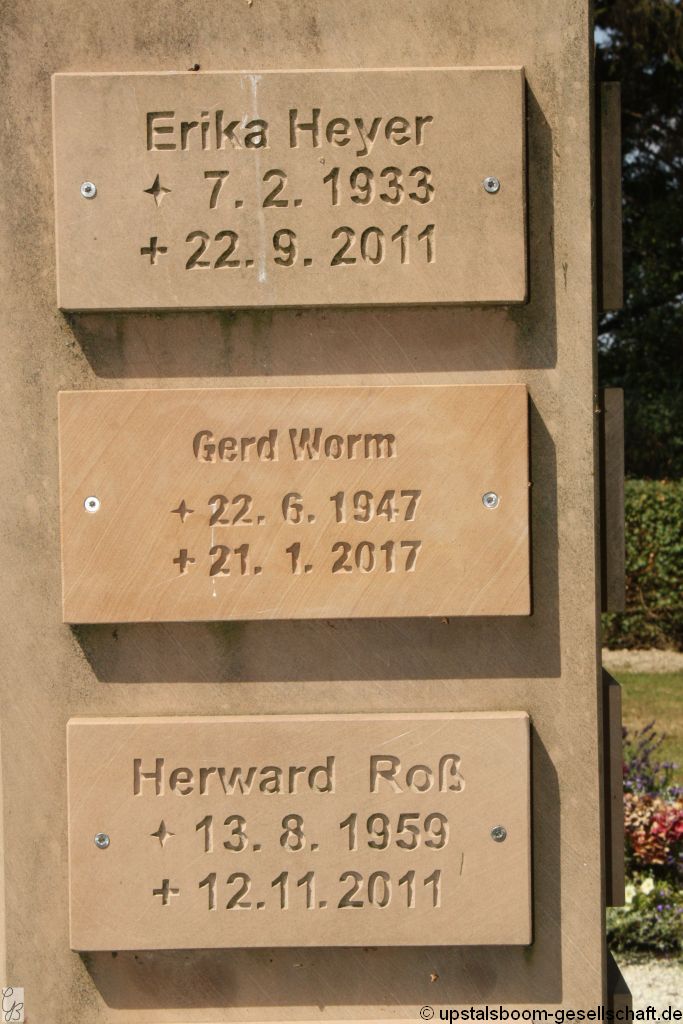 Erika Heyer
✦ 7. 2. 1933
+ 22. 9. 2011
Gerd Worm
✦ 22. 6. 1947
+ 21. 1. 2017
Herward Roß
✦ 13. 8. 1959
+ 12.11.2011
© upstalsboom-gesellschaft.de